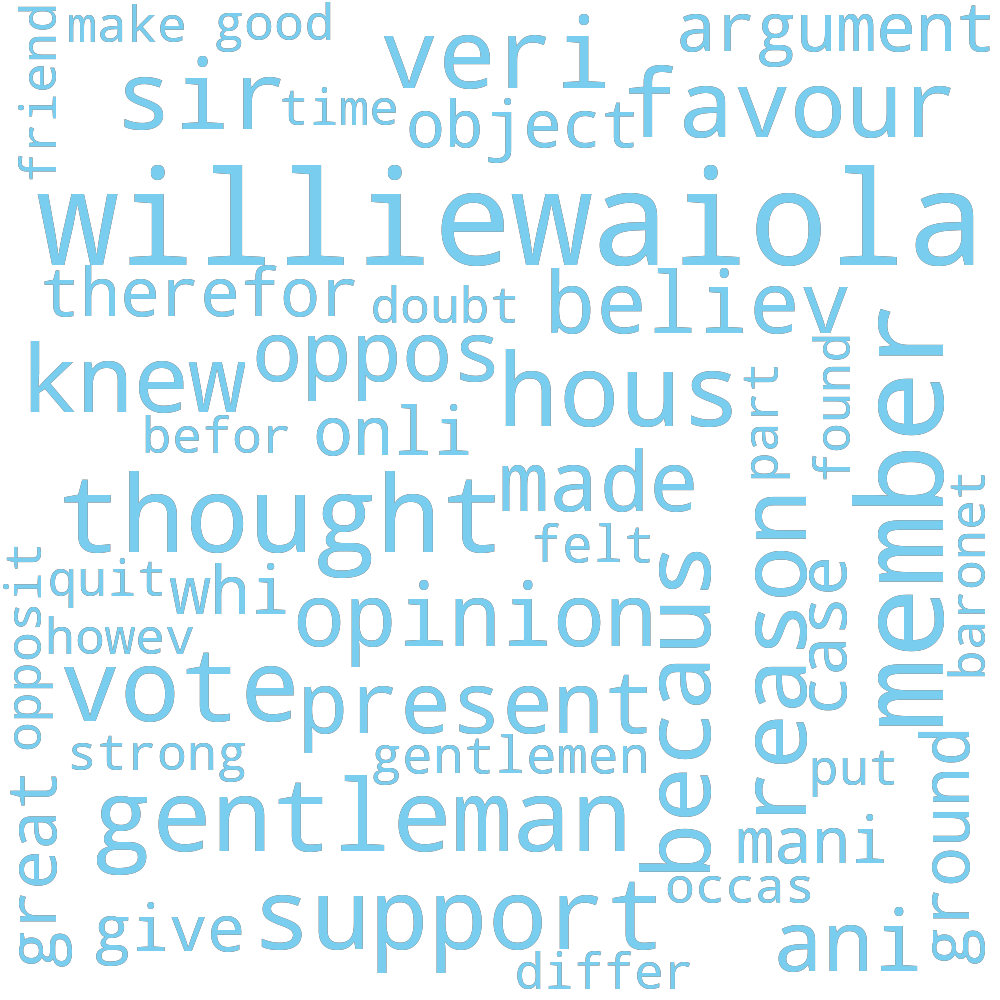 friend
make good
veri
argument
sir
time
object
favour
williewaiola
therefor
doubt
believ
knew
oppos
hous
found
member
befor
onli
part
thought
made
reason
baronet
felt
because
opposit
quit
whi
opinion
case
howev
vote
present
strong
gentlemen
put
ground
great
gentleman
mani
occas
give
support
ani
differ